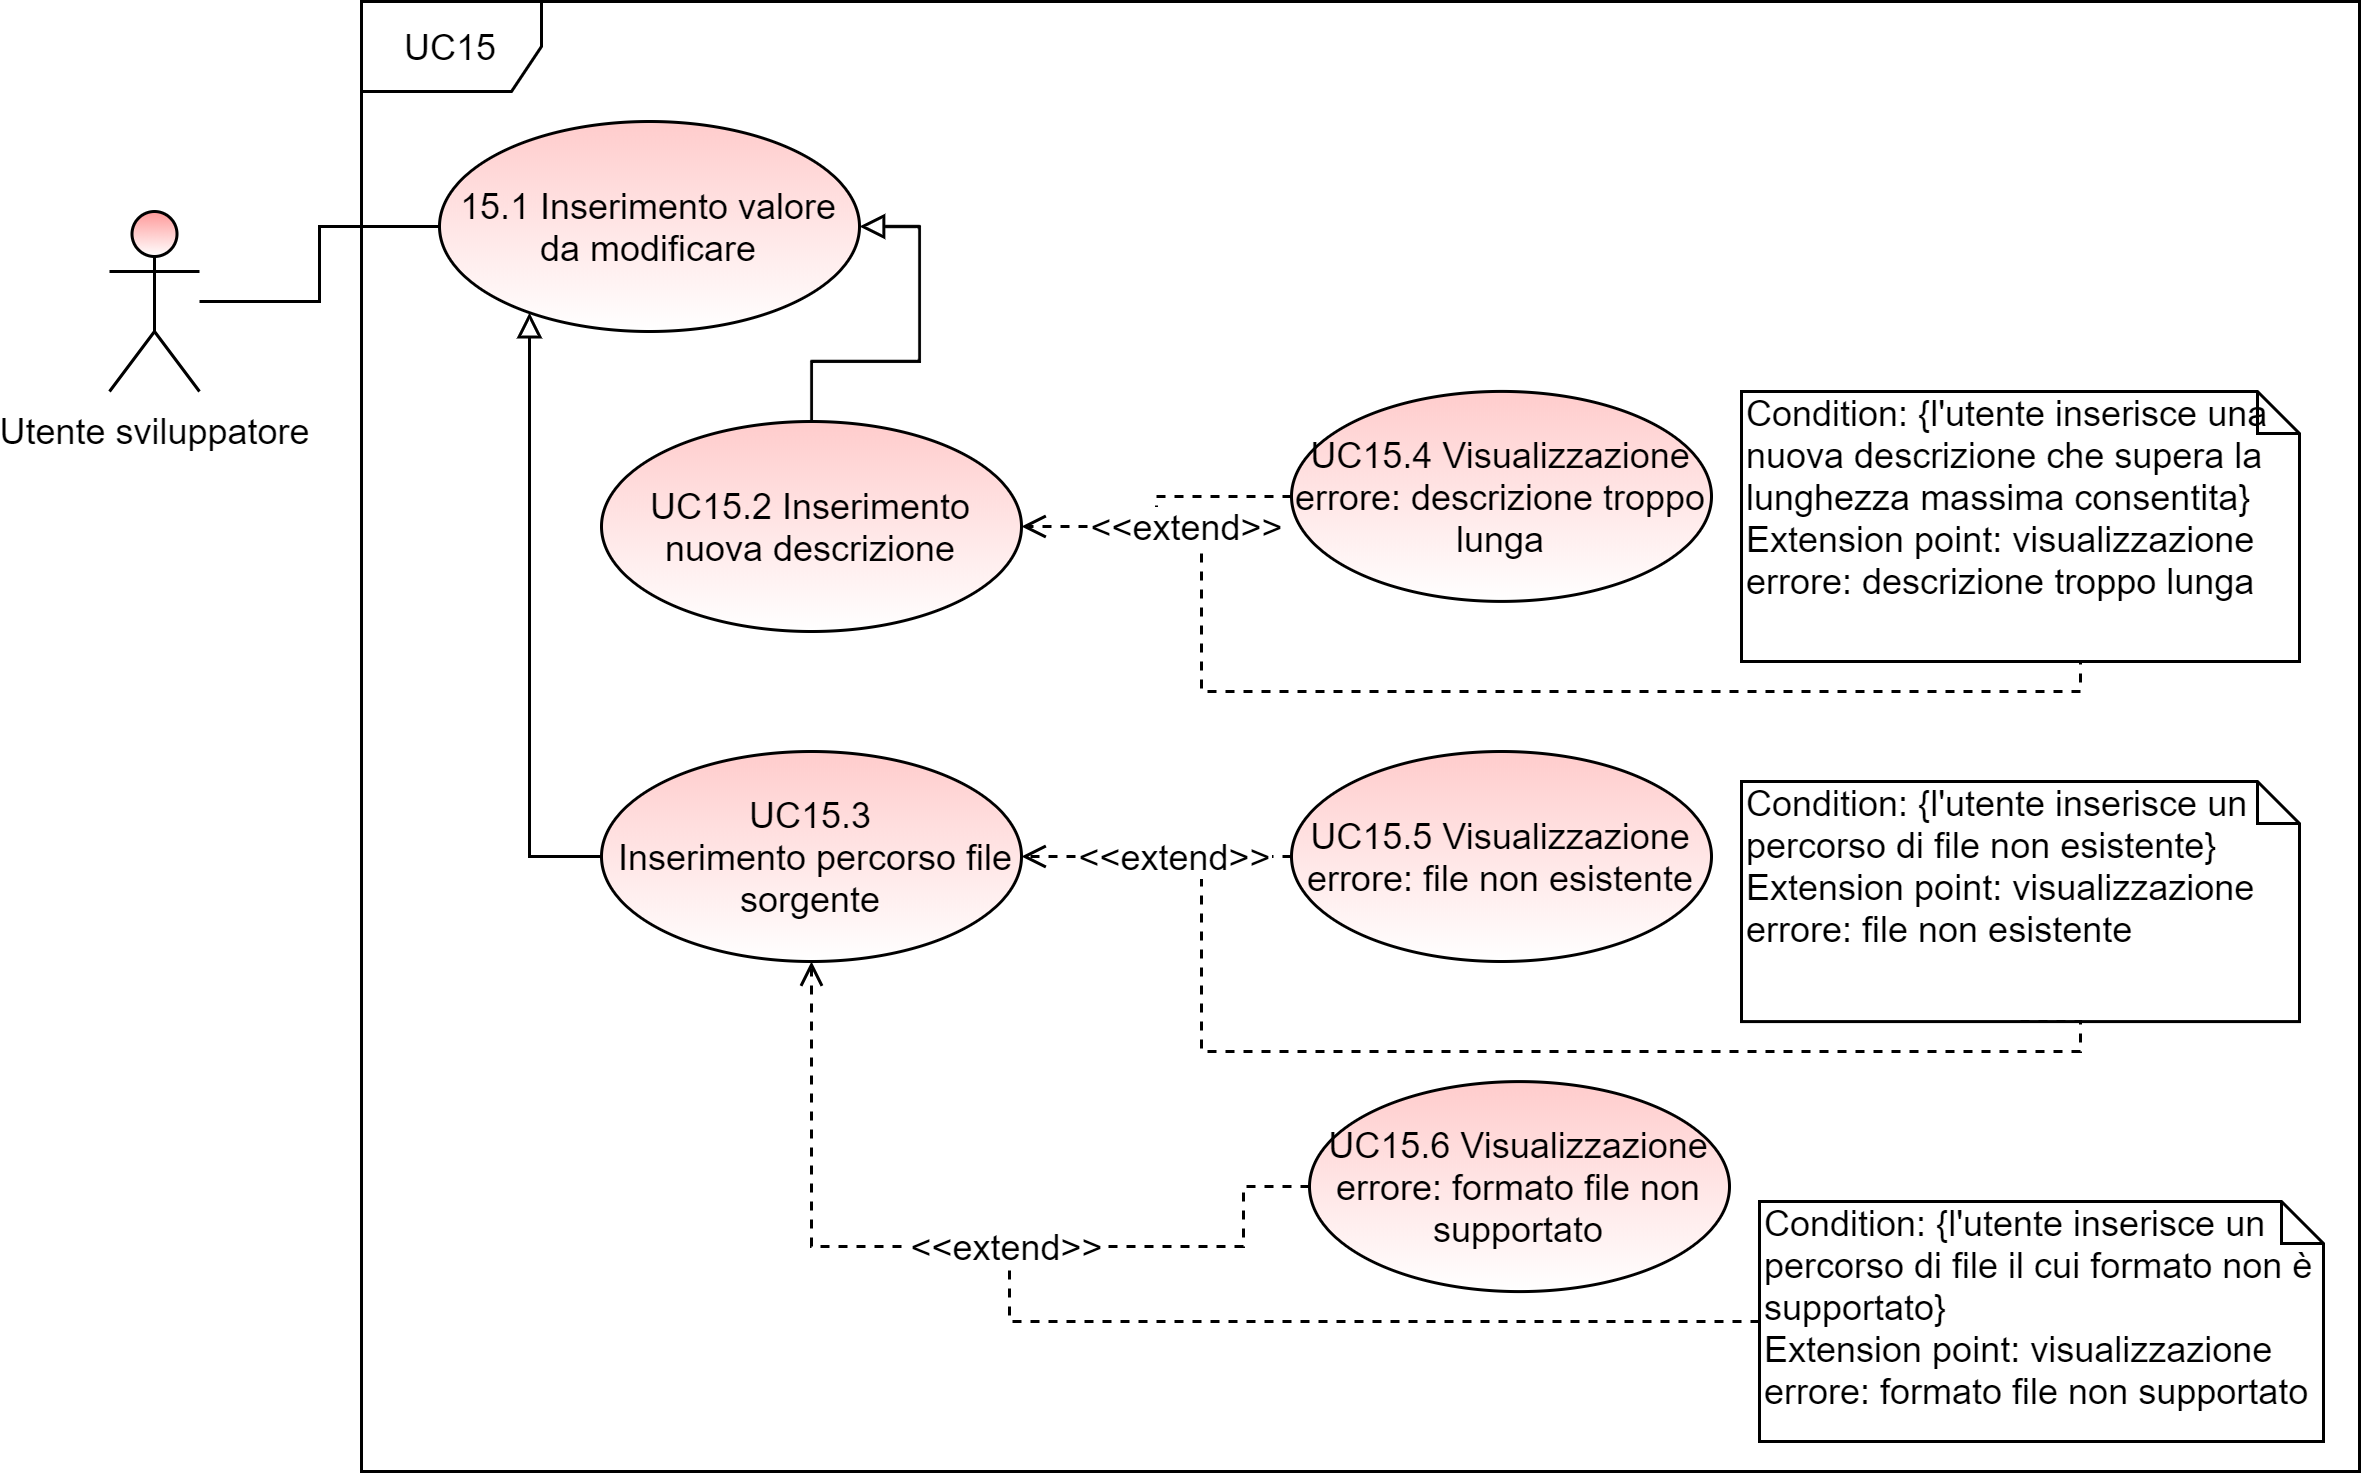 UC15
15.1 Inserimento valore
da modificare
Utente sviluppatore
UC15.2 Inserimento
nuova descrizione
<<extend>>
UC15.4 Visualizzazione
errore: descrizione troppo
lunga
Condition: {l'utente inserisce una
nuova descrizione che supera la
lunghezza massima consentita}
Extension point: visualizzazione
errore: descrizione troppo lunga
UC15.3
Inserimento percorso file
sorgente
<<extend>>
UC15.5 Visualizzazione
errore: file non esistente
Condition: {l'utente inserisce un
percorso di file non esistente}
Extension point: visualizzazione
errore: file non esistente
<<extend>>
UC15.6 Visualizzazione
errore: formato file non
supportato
Condition: {l'utente inserisce un
percorso di file il cui formato non è
supportato}
Extension point: visualizzazione
errore: formato file non supportato